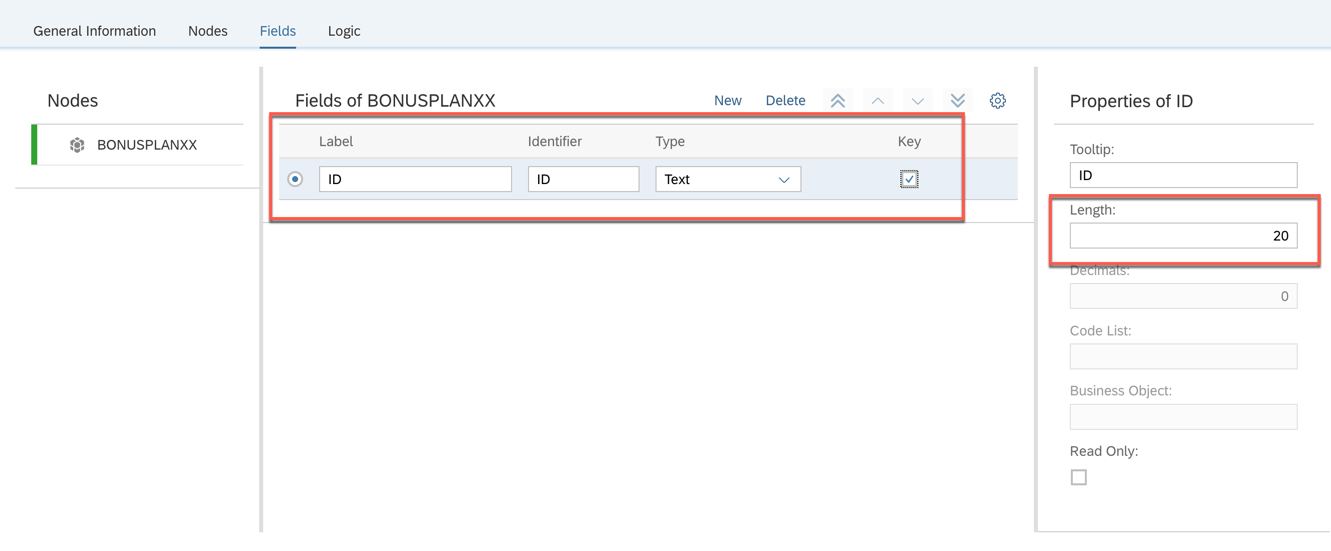 General Information Nodes Fields Logic
Nodes
BONUSPLANXX
Fields of BONUSPLANXX New Delete
Label Identifier Type Key
ID ID Text
Properties of ID
Tooltip:
ID
Length:
20
Decimals:
0
Code List:
Business Object:
Read Only: